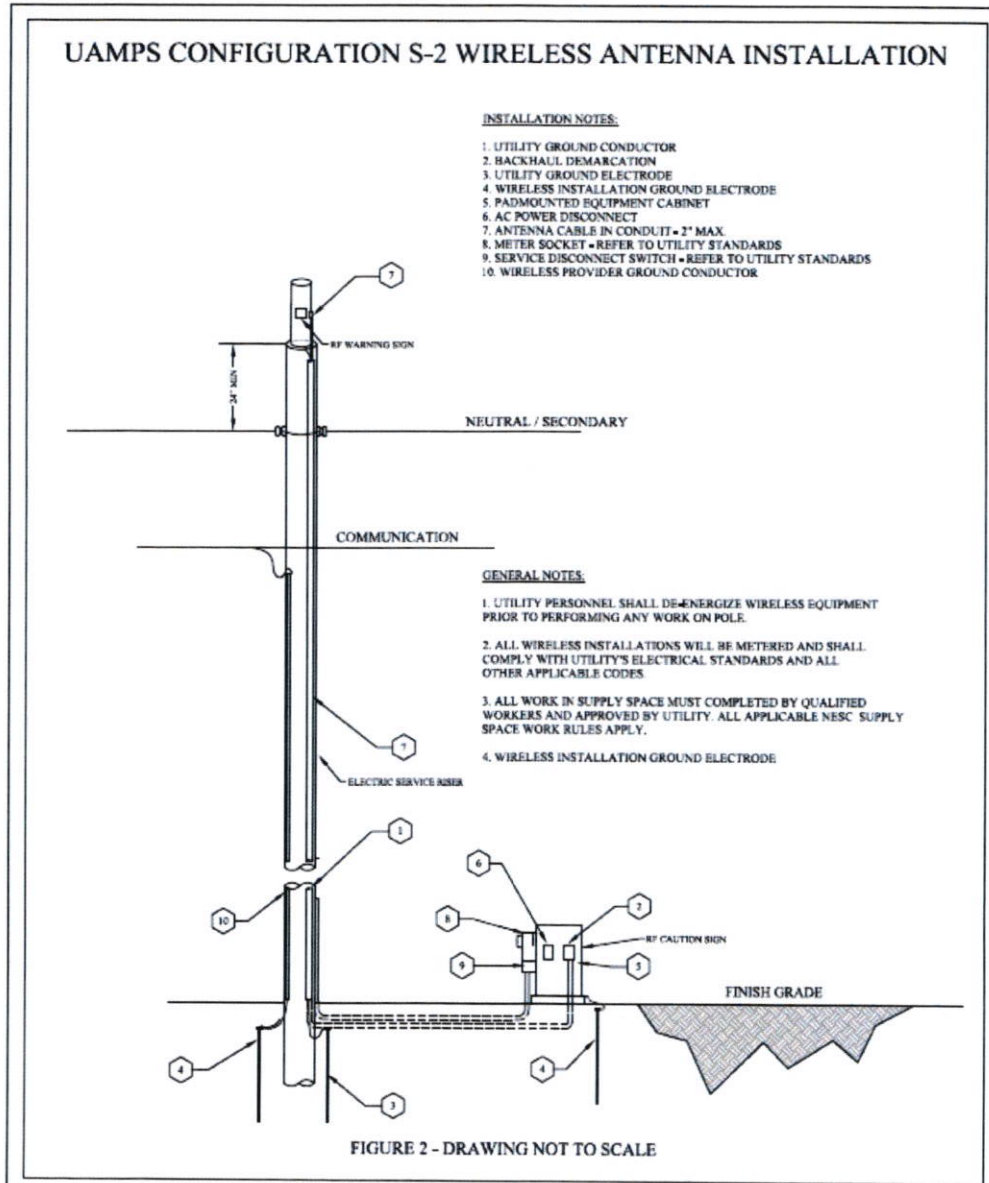 UAMPS CONFIGURATION S-2 WIRELESS ANTENNA INSTALLATION
INSTALLATION NOTES:
1. UTILITY GROUND CONDUCTOR
2. BACKHAUL DEMARCATION
3. UTILITY GROUND ELECTRODE
4. WIRELESS INSTALLATION GROUND ELECTRODE
5. PADMOUNTED EQUIPMENT CABINET
6. AC POWER DISCONNECT
7. ANTENNA CABLE IN CONDUIT - 2" MAX.
8. METER SOCKET - REFER TO UTILITY STANDARDS
9. SERVICE DISCONNECT SWITCH - REFER TO UTILITY STANDARDS
10. WIRELESS PROVIDER GROUND CONDUCTOR
7
RF WARNING SIGN
24" MIN
NEUTRAL / SECONDARY
COMMUNICATION
GENERAL NOTES:
1. UTILITY PERSONNEL SHALL DE-ENERGIZE WIRELESS EQUIPMENT
PRIOR TO PERFORMING ANY WORK ON POLE.
2. ALL WIRELESS INSTALLATIONS WILL BE METERED AND SHALL
COMPLY WITH UTILITY'S ELECTRICAL STANDARDS AND ALL
OTHER APPLICABLE CODES.
3. ALL WORK IN SUPPLY SPACE MUST COMPLETED BY QUALIFIED
WORKERS AND APPROVED BY UTILITY. ALL APPLICABLE NESC SUPPLY
SPACE WORK RULES APPLY.
4. WIRELESS INSTALLATION GROUND ELECTRODE
7
ELECTRIC SERVICE RISER
1
10
6
8
2
RF CAUTION SIGN
9
5
FINISH GRADE
4
4
3
FIGURE 2 - DRAWING NOT TO SCALE